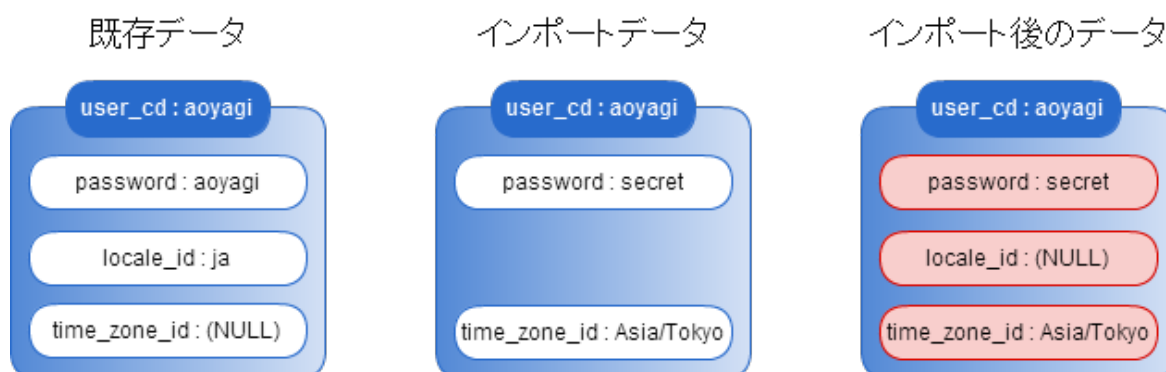 既存データ
インポートデータ
インポート後のデータ
user_cd : aoyagi
password : aoyagi
locale_id : ja
time_zone_id : (NULL)
user_cd : aoyagi
password : secret
time_zone_id : Asia/Tokyo
user_cd : aoyagi
password : secret
locale_id : (NULL)
time_zone_id : Asia/Tokyo